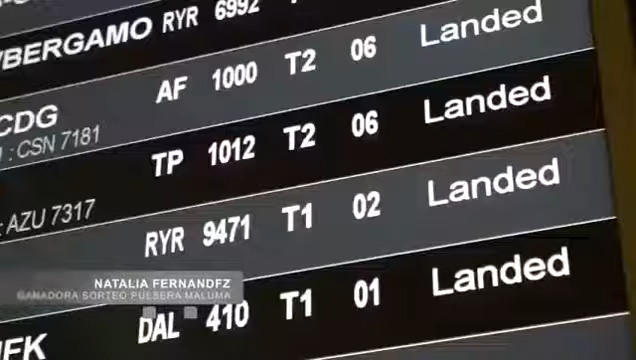 /BERGAMO RYR 6992
CDG AF 1000 T2 06 Landed
: CSN 7181
TP 1012 T2 06 Landed
: AZU 7317
RYR 9471 T1 02 Landed
NATALIA FERNANDFZ
GANADORA SORTEO PULSERA MALUMA
DAL 410 T1 01 Landed
JFK